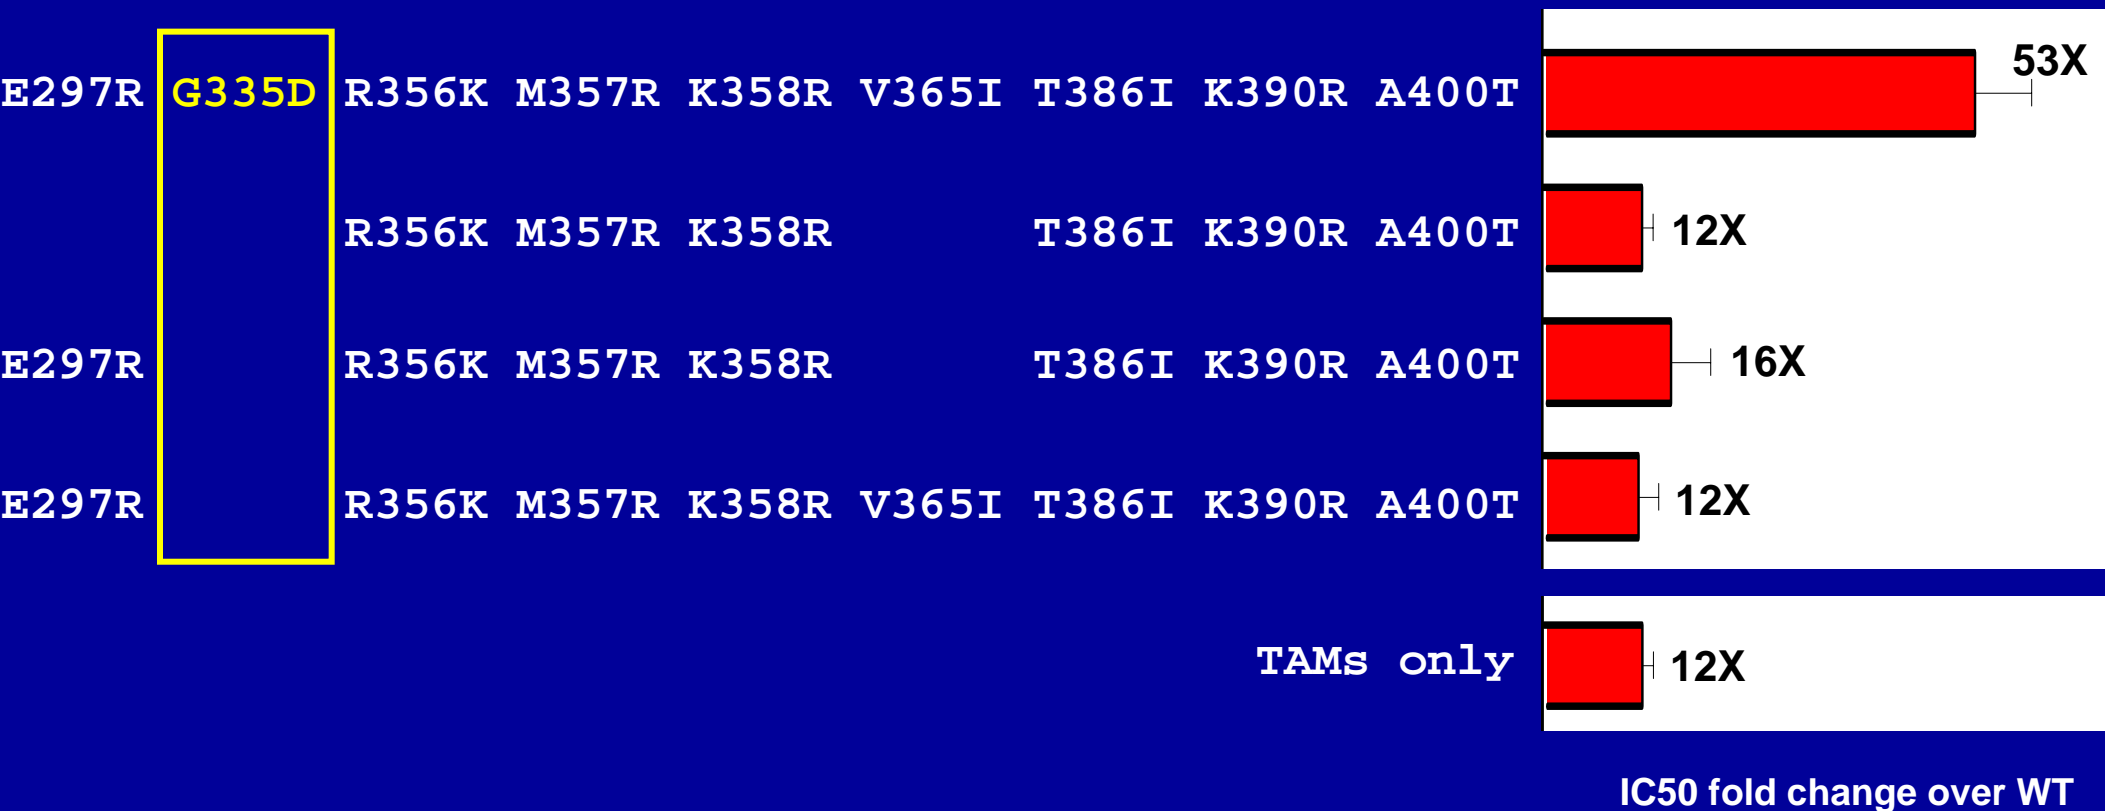 E297R G335D R356K M357R K358R V365I T386I K390R A400T 53X
R356K M357R K358R T386I K390R A400T 12X
E297R R356K M357R K358R T386I K390R A400T 16X
E297R R356K M357R K358R V365I T386I K390R A400T 12X
TAMs only 12X
IC50 fold change over WT